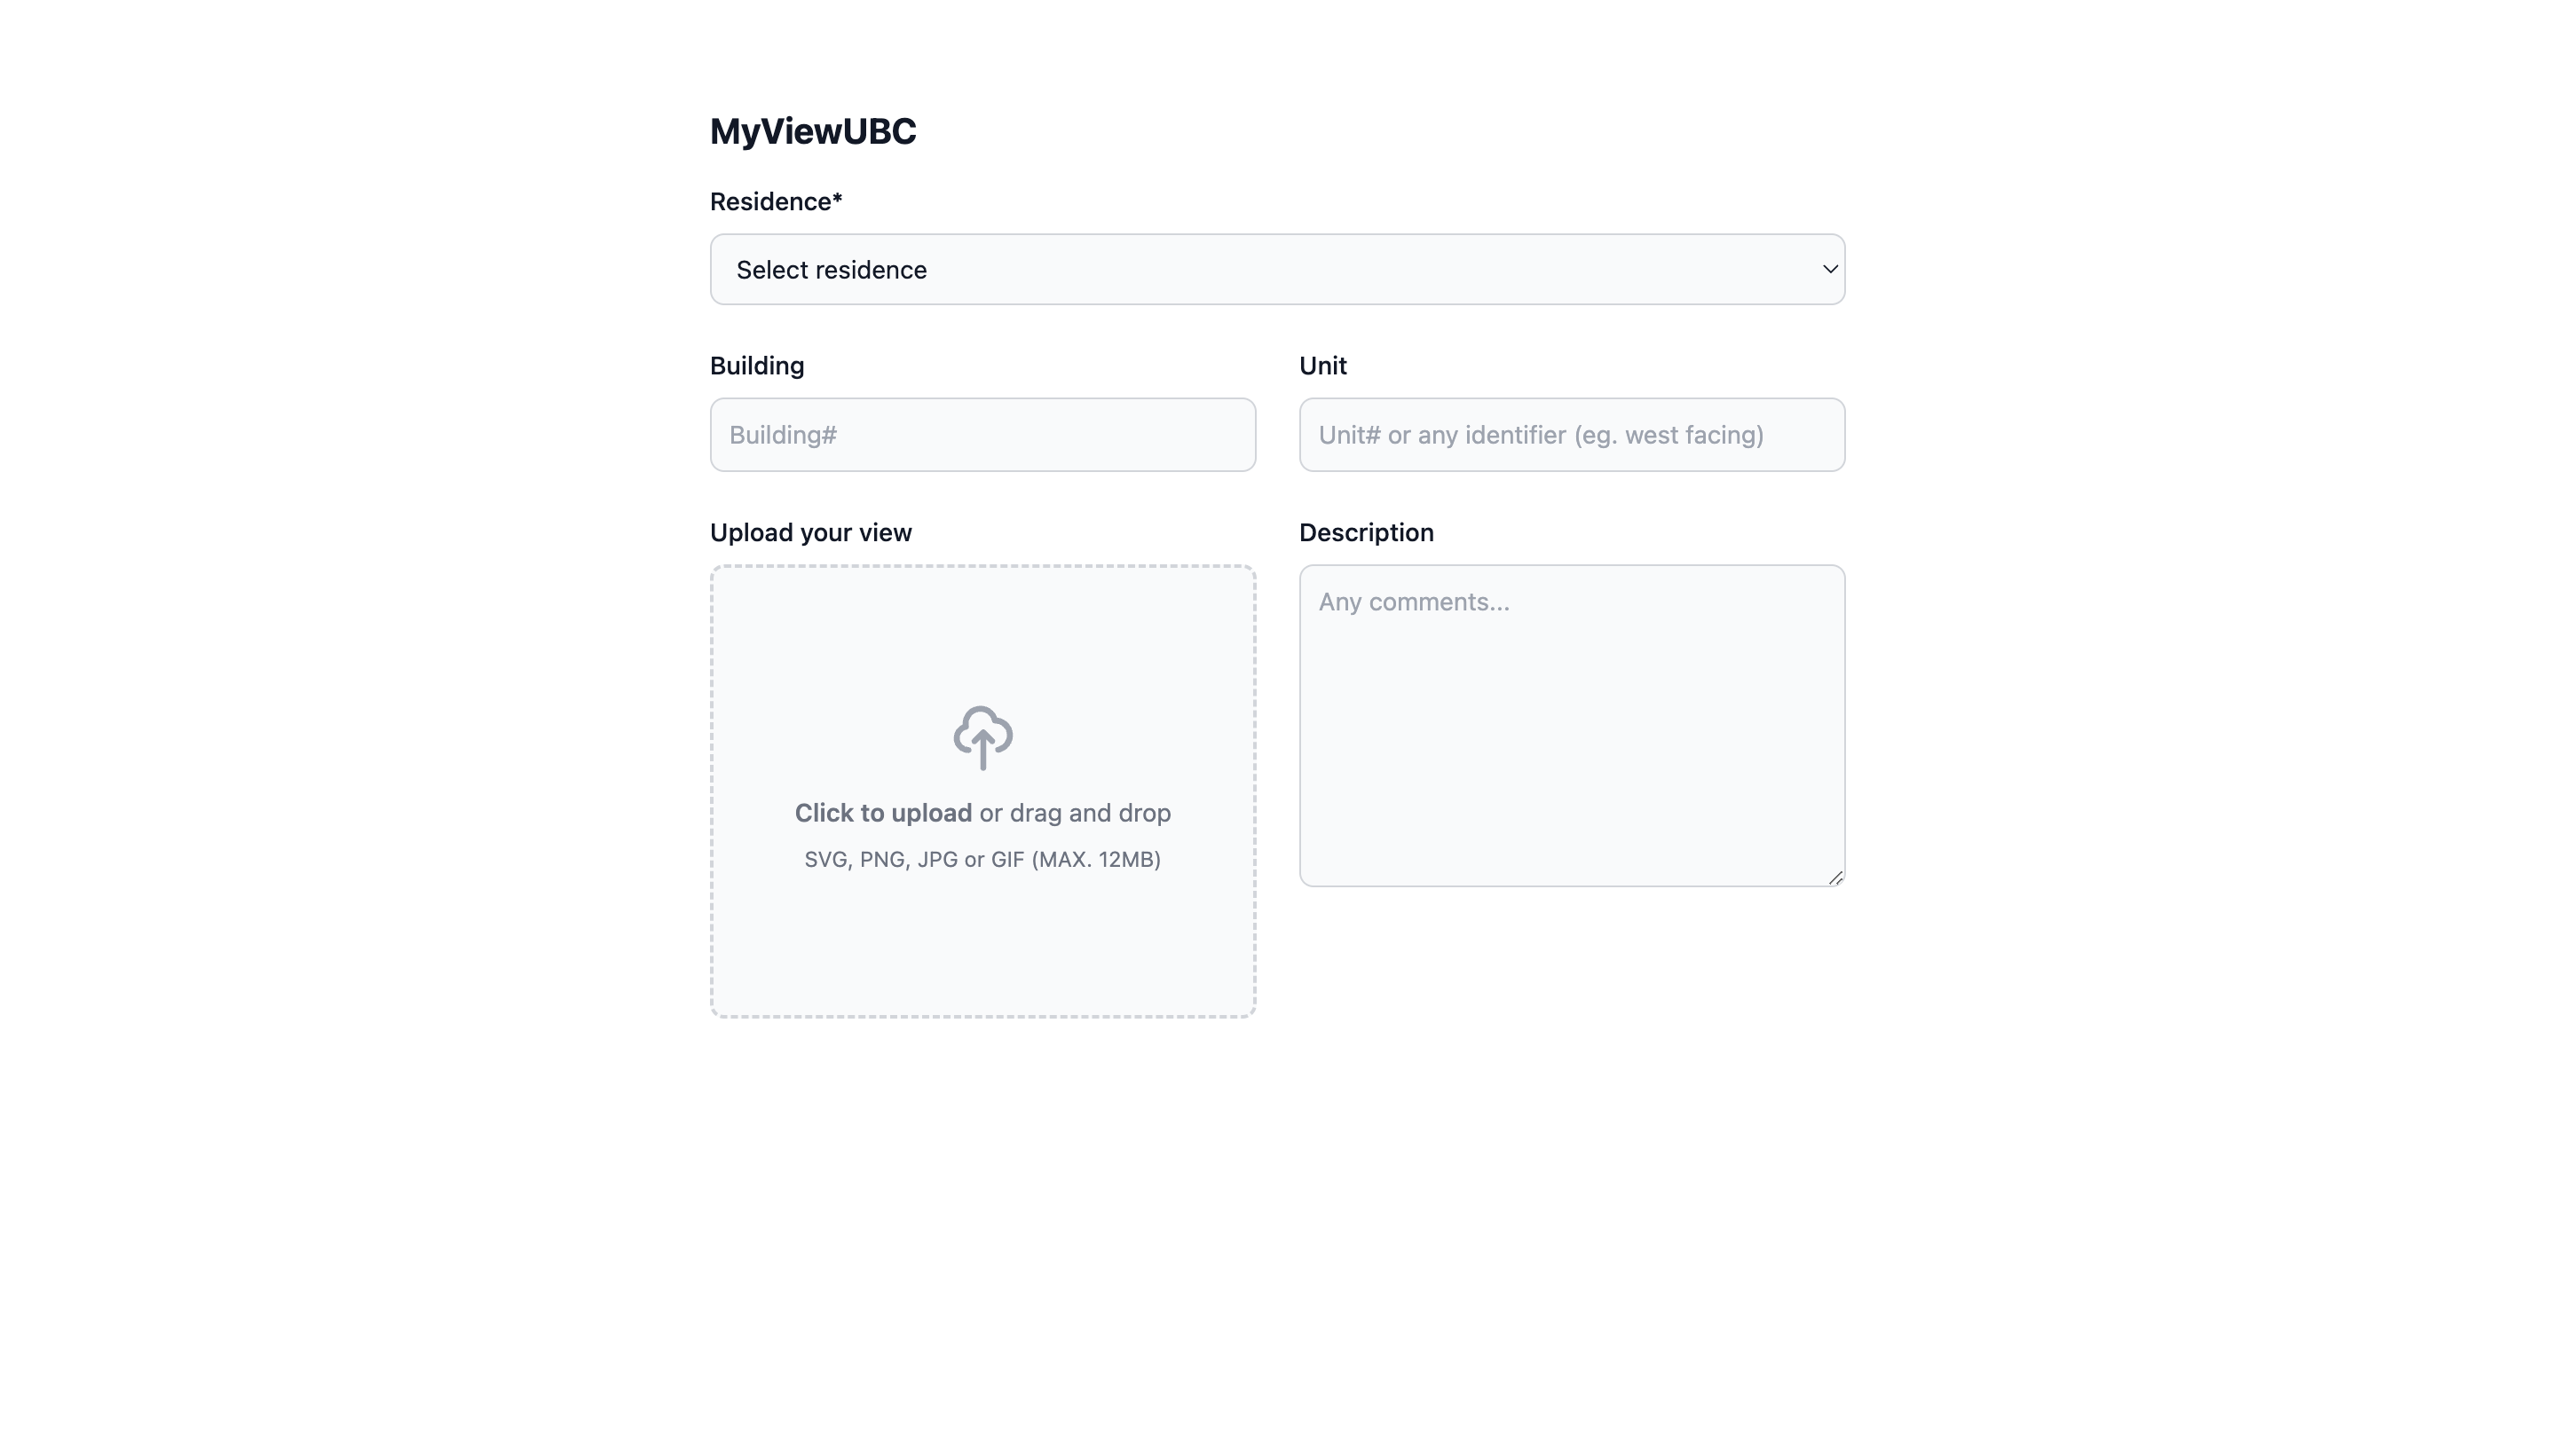 MyViewUBC
Residence*
Select residence
Building
Unit
Building#
Unit# or any identifier (eg. west facing)
Upload your view
Description
Any comments...
Click to upload or drag and drop
SVG, PNG, JPG or GIF (MAX. 12MB)